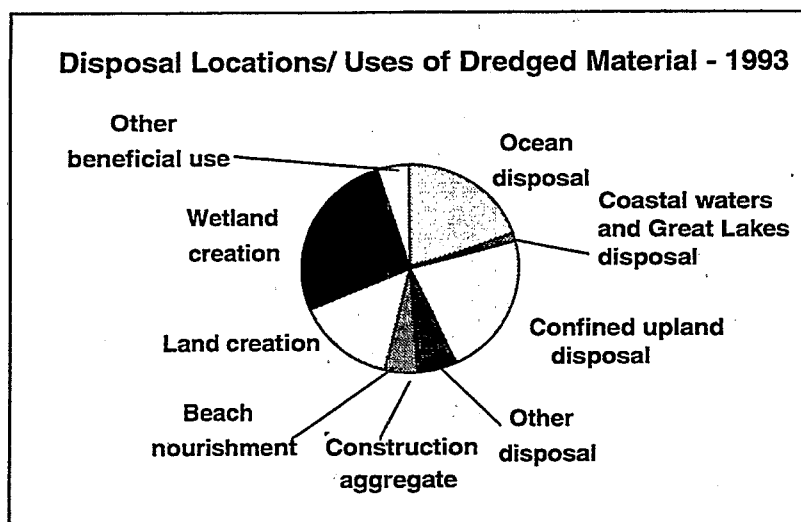 Disposal Locations/ Uses of Dredged Material - 1993
Other
beneficial use
Ocean
disposal
Coastal waters
and Great Lakes
disposal
Wetland
creation
Confined upland
disposal
Land creation
Beach
nourishment
Construction
aggregate
Other
disposal